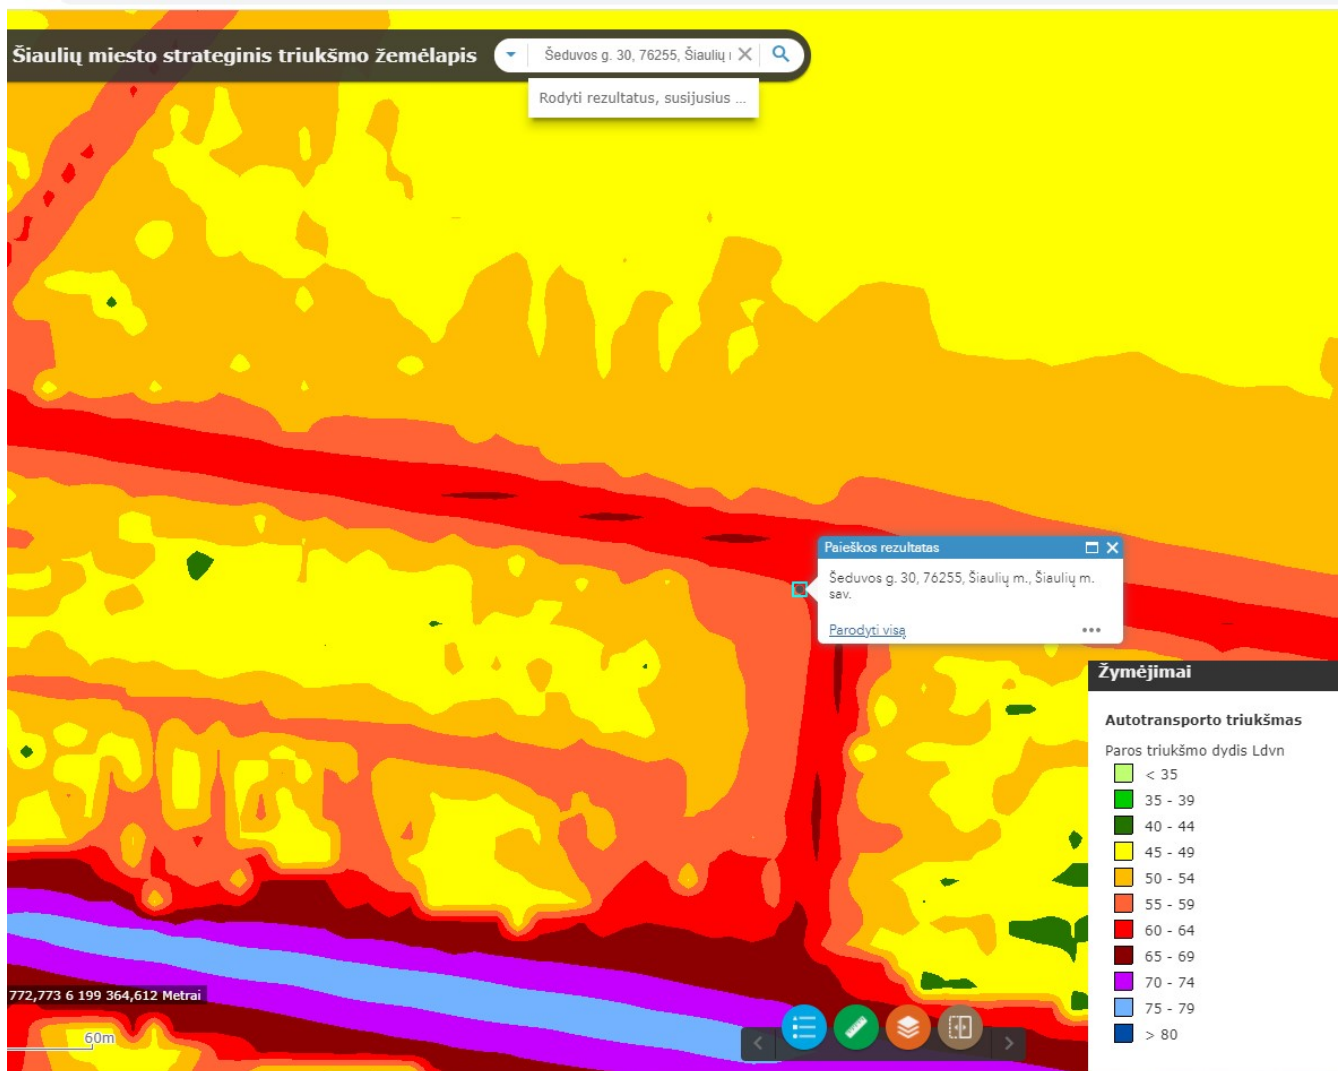 Šiaulių miesto strateginis triukšmo žemėlapis
Šeduvos g. 30, 76255, Šiaulių
Rodyti rezultatus, susijusius ...
Paieškos rezultatas
Šeduvos g. 30, 76255, Šiaulių m., Šiaulių m.
sav.
Parodyti visą
Žymėjimai
Autotransporto triukšmas
Paros triukšmo dydis Ldvn
< 35
35 - 39
40 - 44
45 - 49
50 - 54
55 - 59
60 - 64
65 - 69
70 - 74
75 - 79
> 80
772,773 6 199 364,612 Metrai
60m